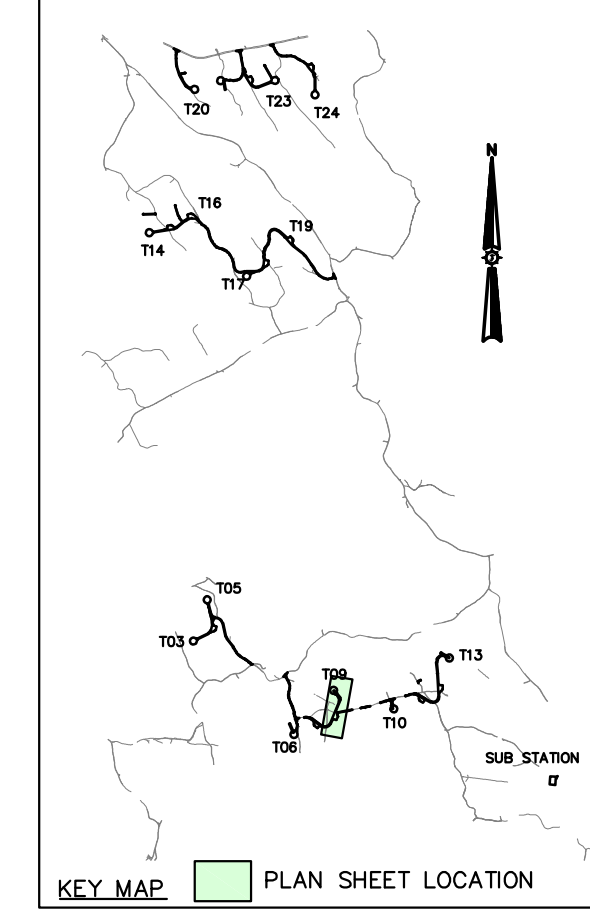 T20
T23
T24
N
T16
T14
T19
T17
T05
T03
T13
T09
T10
T06
SUB STATION
KEY MAP
PLAN SHEET LOCATION